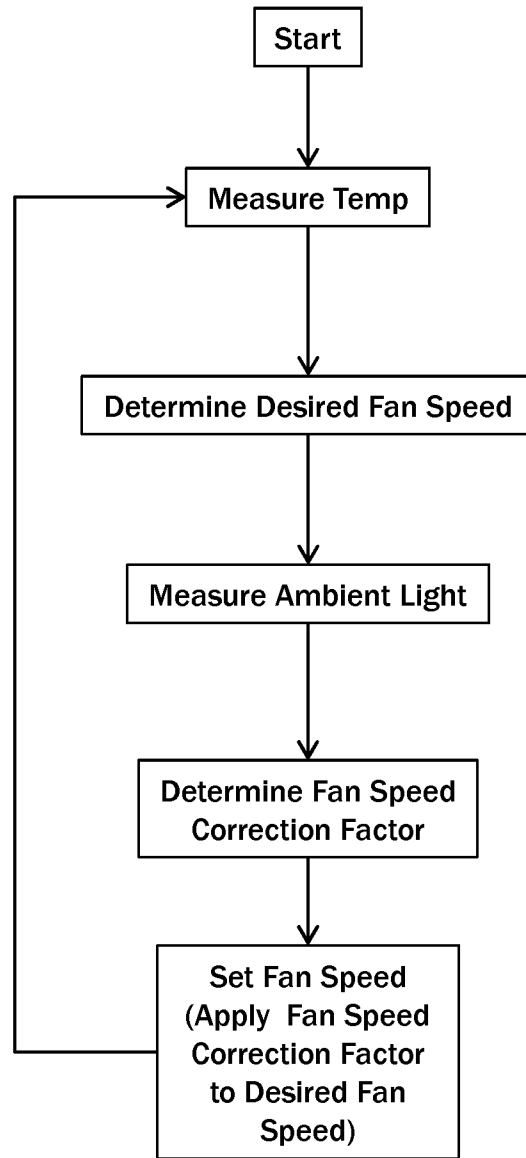 Start
Measure Temp
Determine Desired Fan Speed
Measure Ambient Light
Determine Fan Speed
Correction Factor
Set Fan Speed
(Apply  Fan Speed
Correction Factor
to Desired Fan
Speed)